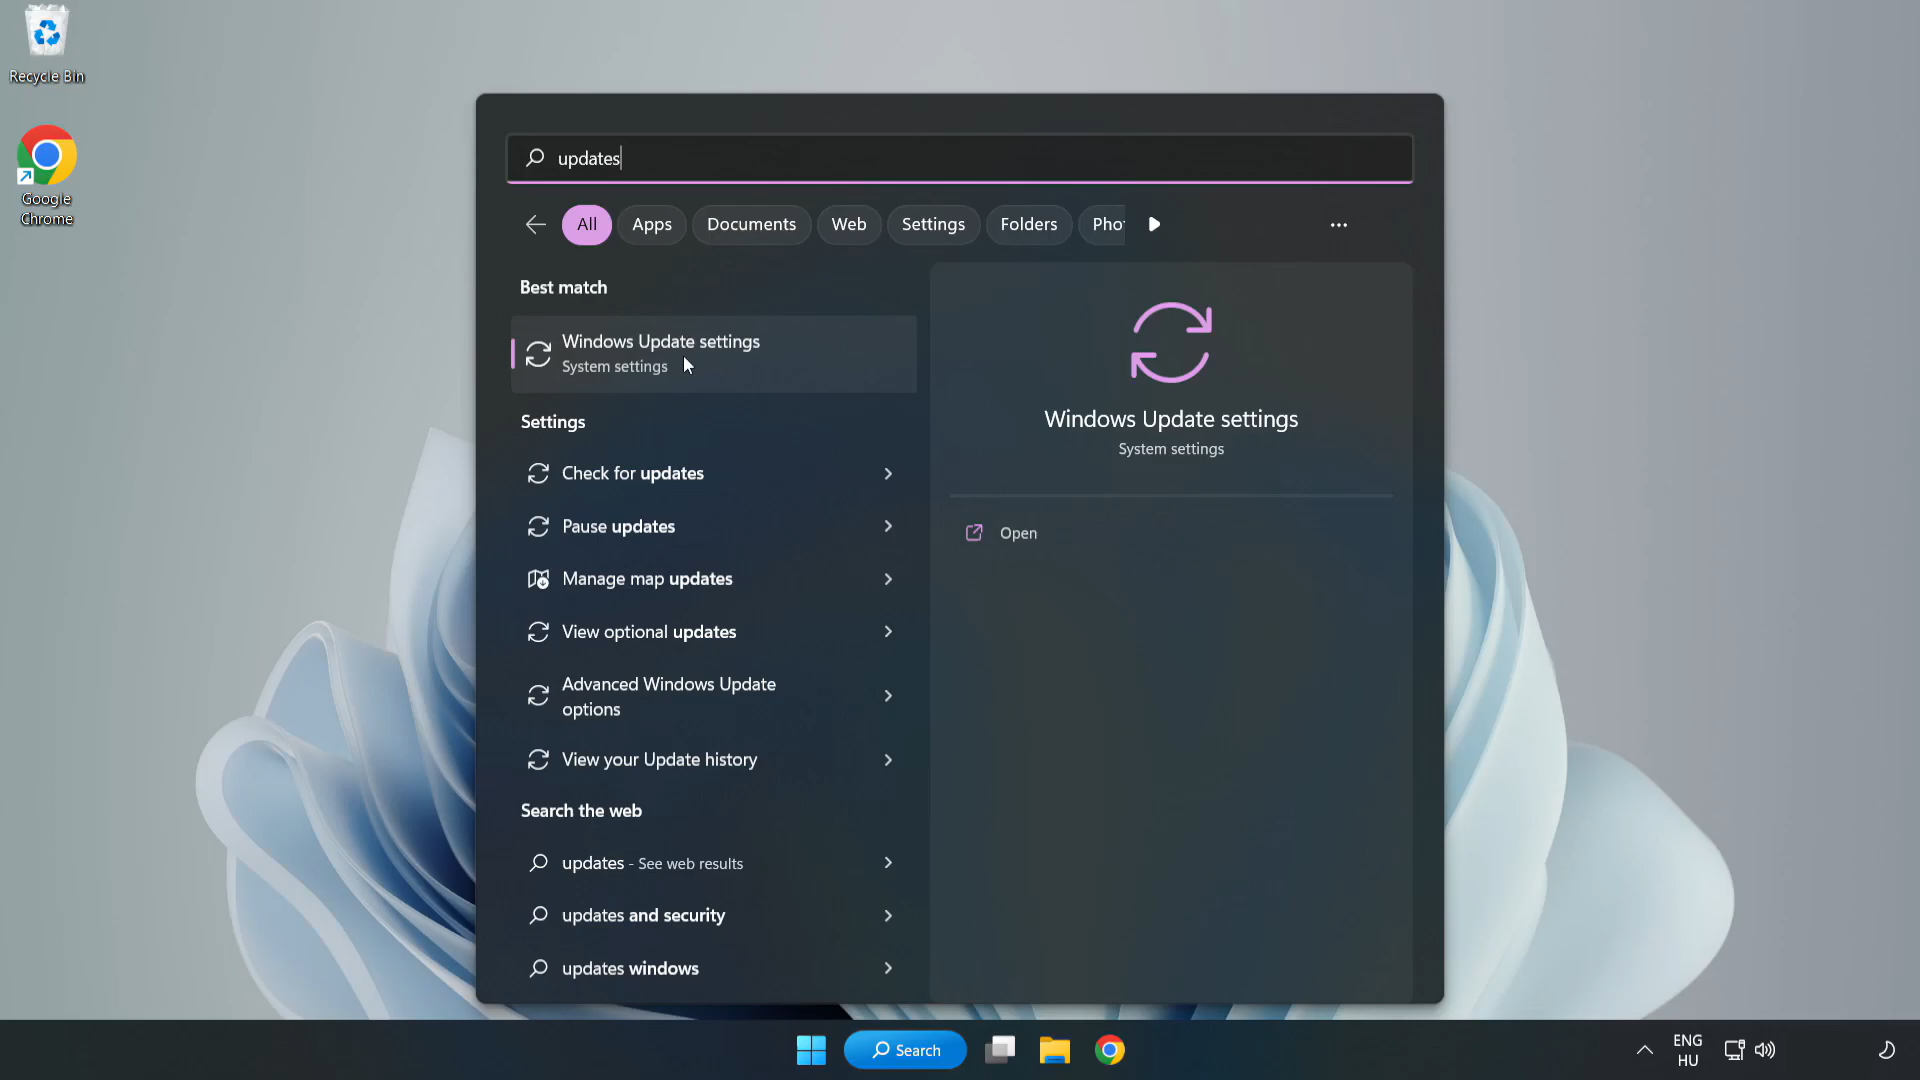 Recycle Bin
Google
Chrome
updates
All
Apps
Documents
Web
Settings
Folders
Best match
Windows Update settings
System settings
Settings
Check for updates
Pause updates
Manage map updates
View optional updates
Advanced Windows Update
options
View your Update history
Search the web
updates - See web results
updates and security
updates windows
Windows Update settings
System settings
Open
Search
ENG
HU